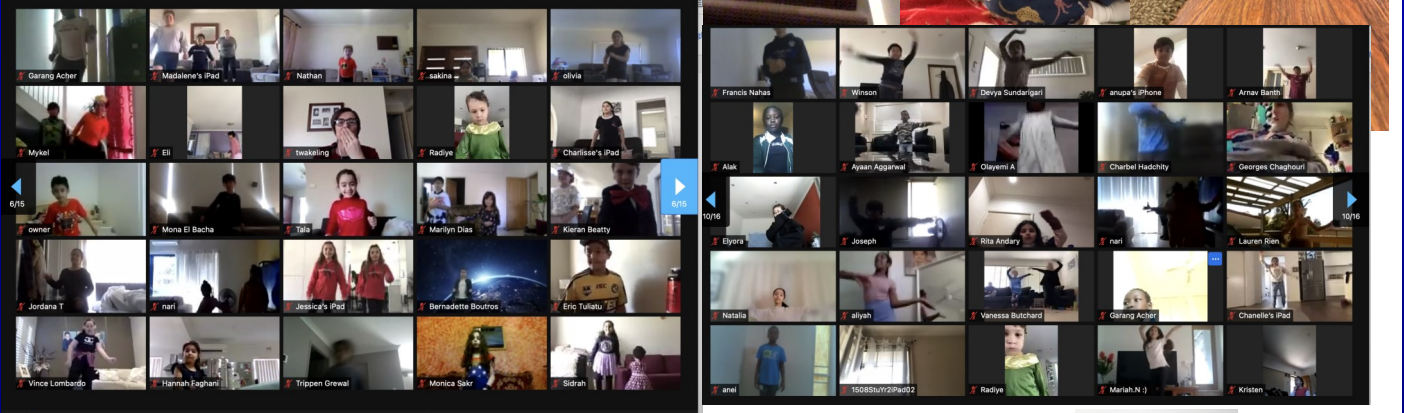 Garang Acher
Madalene's iPad
Nathan
sakina
olivia
Mykel
Eli
twakeling
Radiye
Charlisse's iPad
6/15
6/15
owner
Mona El Bacha
Tala
Marilyn Dias
Kieran Beatty
Jordana T
nari
Jessica's iPad
Bernadette Boutros
Eric Tuliatu
Vince Lombardo
Hannah Faghani
Trippen Grewal
Monica Sakr
Sidrah
Francis Nahas
Winson
Devya Sundarigari
anupa's iPhone
Arnav Banth
Alak
Ayaan Aggarwal
Olayemi A
Charbel Hadchity
Georges Chaghouri
10/16
10/16
Elyora
Joseph
Rita Andary
nari
Lauren Rien
Natalia
aliyah
Vanessa Butchard
Garang Acher
Chanelle's iPad
anei
1508StuYr2iPad02
Radiye
Mariah.N :)
Kristen